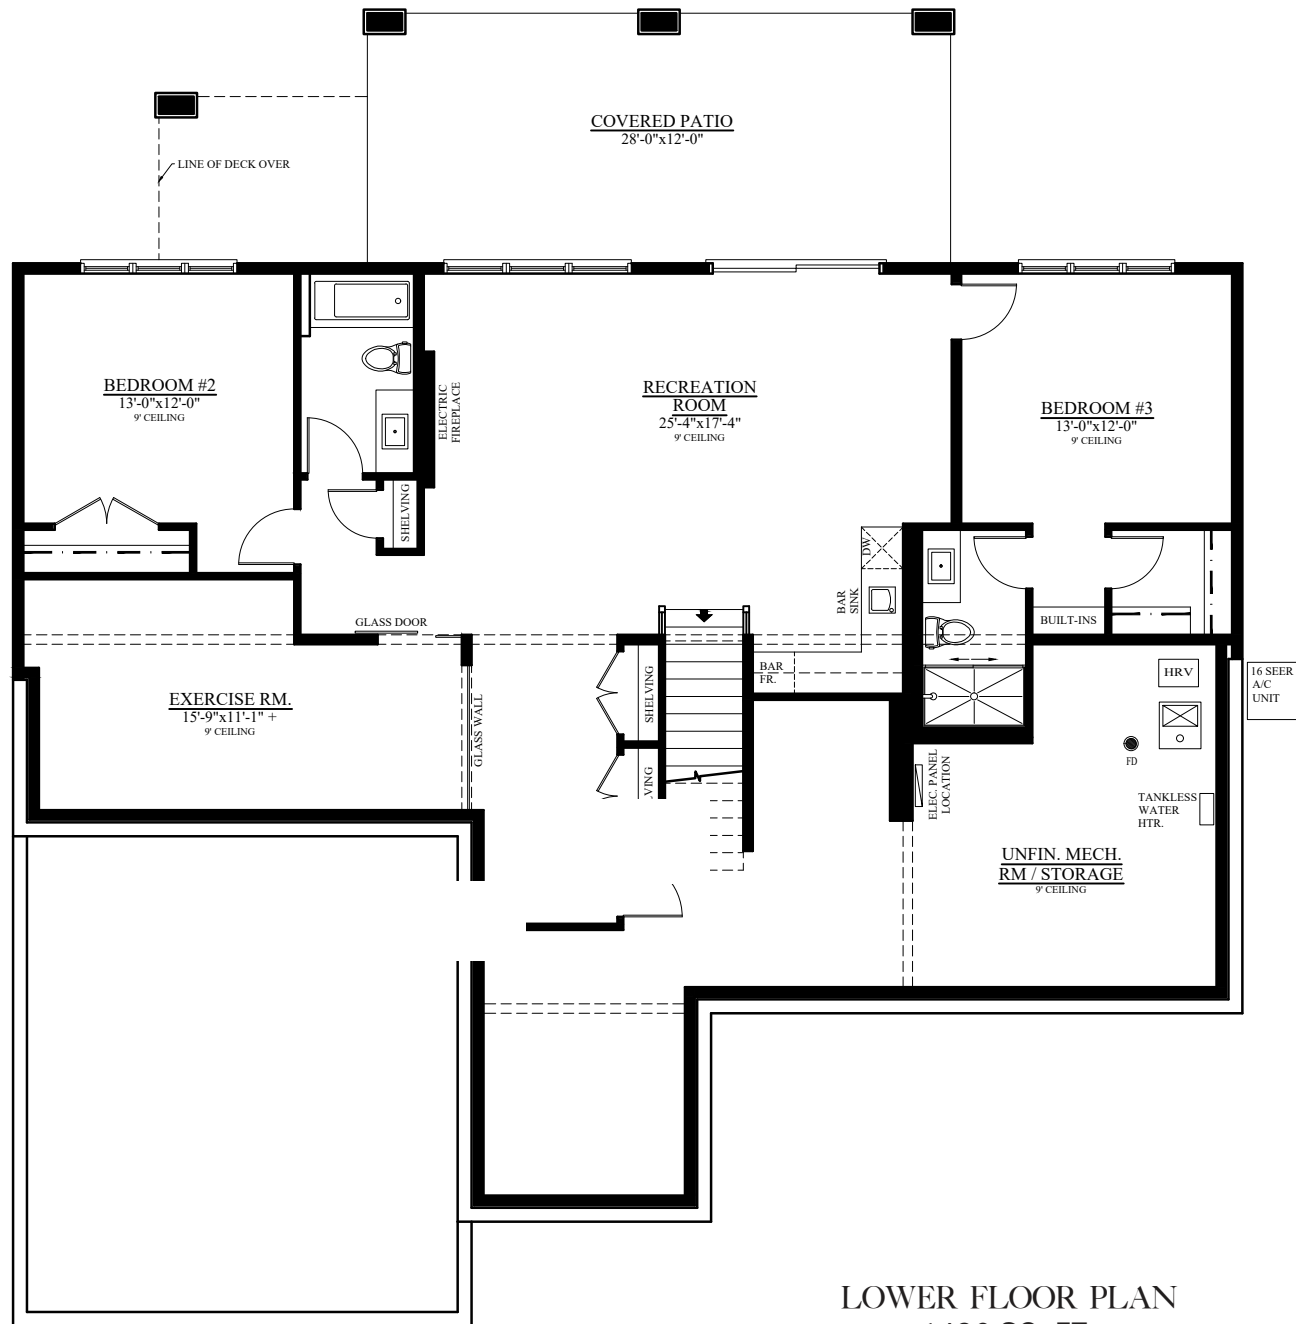 COVERED PATIO
28'-0"x12'-0"
LINE OF DECK OVER
BEDROOM #2
13'-0"x12'-0"
9' CEILING
ELECTRIC
FIREPLACE
RECREATION
ROOM
25'-4"x17'-4"
9' CEILING
BEDROOM #3
13'-0"x12'-0"
9' CEILING
SHELVING
DW
BAR
SINK
GLASS DOOR
BUILT-INS
BAR
FR.
HRV
16 SEER
A/C
UNIT
EXERCISE RM.
15'-9"x11'-1" +
9' CEILING
GLASS WALL
SHELVING
VING
FD
ELEC. PANEL
LOCATION
TANKLESS
WATER
HTR.
UNFIN. MECH.
RM / STORAGE
9' CEILING
LOWER FLOOR PLAN